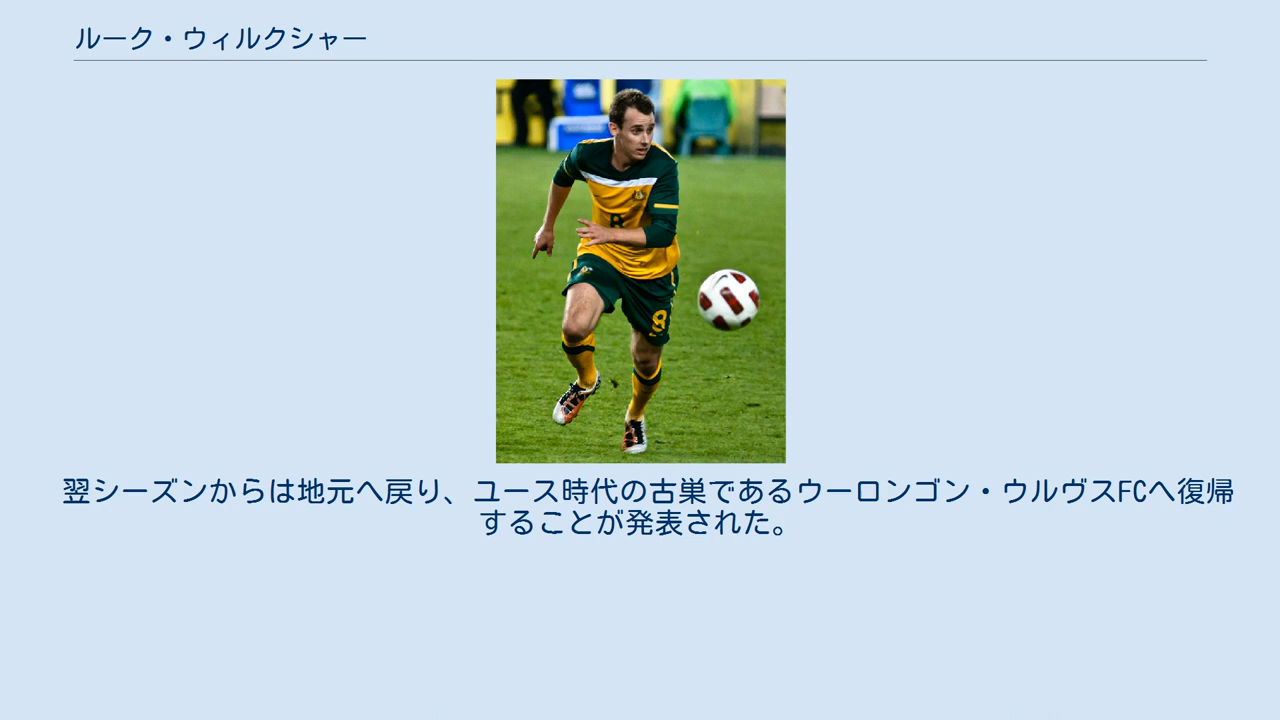 ルーク・ウィルクシャー
8
8
翌シーズンからは地元へ戻り、ユース時代の古巣であるウーロンゴン・ウルヴスFCへ復帰
することが発表された。